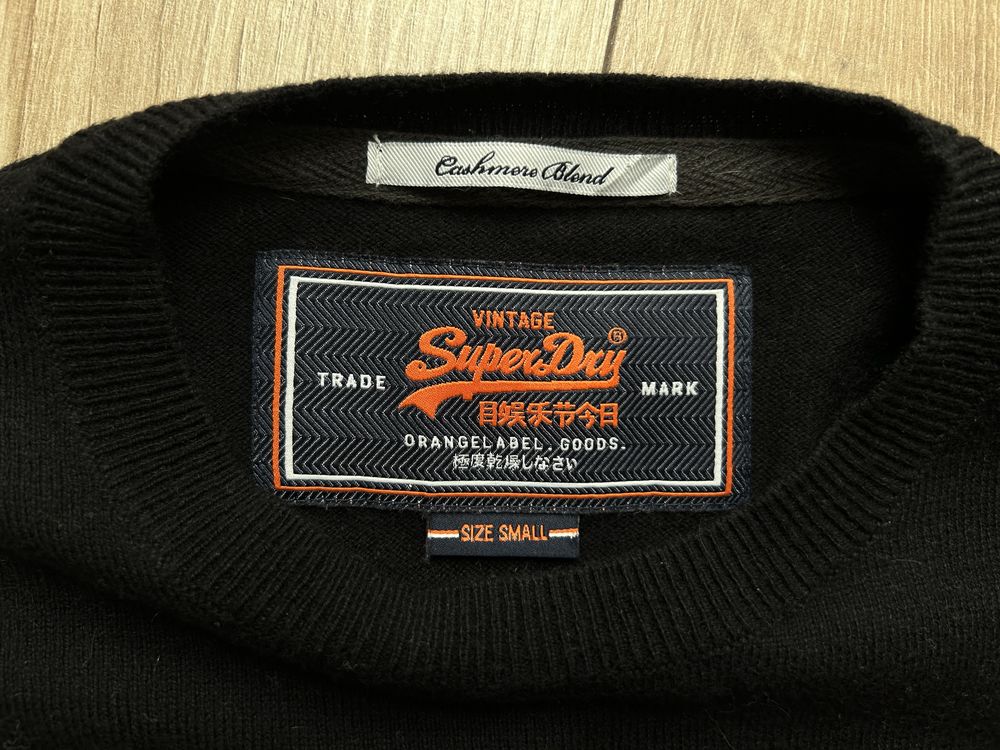 Cashmere Blend
VINTAGE
SuperDry®
TRADE MARK
目娱乐节今日
ORANGELABEL. GOODS.
極度乾燥しなさい
SIZE SMALL